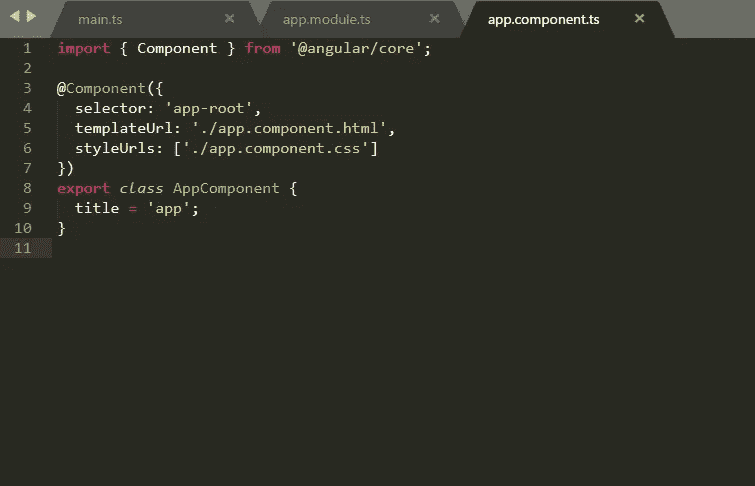 main.ts × app.module.ts × app.component.ts ×
1 import { Component } from '@angular/core';
2
3 @Component({
4   selector: 'app-root',
5   templateUrl: './app.component.html',
6   styleUrls: ['./app.component.css']
7 })
8 export class AppComponent {
9   title = 'app';
10 }
11